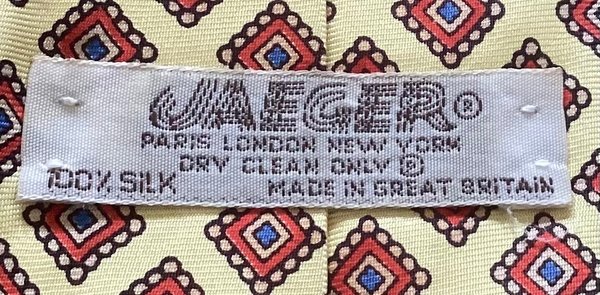 JAEGER®
PARIS LONDON NEW YORK
DRY CLEAN ONLY Ⓟ
100% SILK MADE IN GREAT BRITAIN